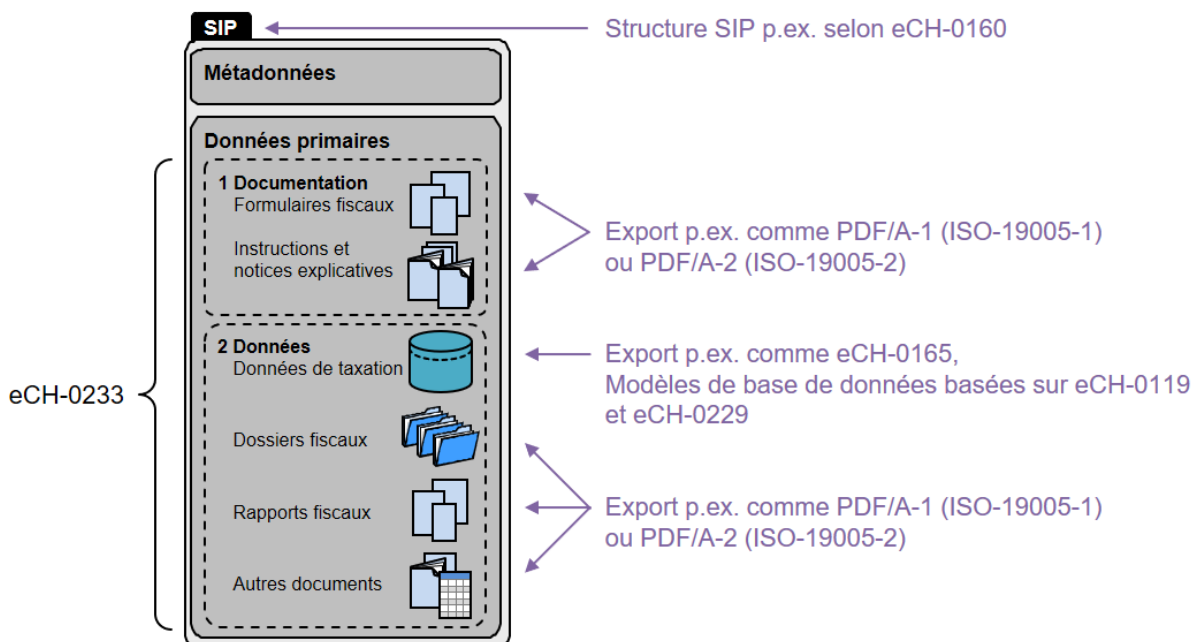 SIP
Structure SIP p.ex. selon eCH-0160
Métadonnées
Données primaires
1 Documentation
Formulaires fiscaux
Instructions et
notices explicatives
Export p.ex. comme PDF/A-1 (ISO-19005-1)
ou PDF/A-2 (ISO-19005-2)
2 Données
Données de taxation
Export p.ex. comme eCH-0165,
Modèles de base de données basées sur eCH-0119
et eCH-0229
eCH-0233
Dossiers fiscaux
Rapports fiscaux
Autres documents
Export p.ex. comme PDF/A-1 (ISO-19005-1)
ou PDF/A-2 (ISO-19005-2)